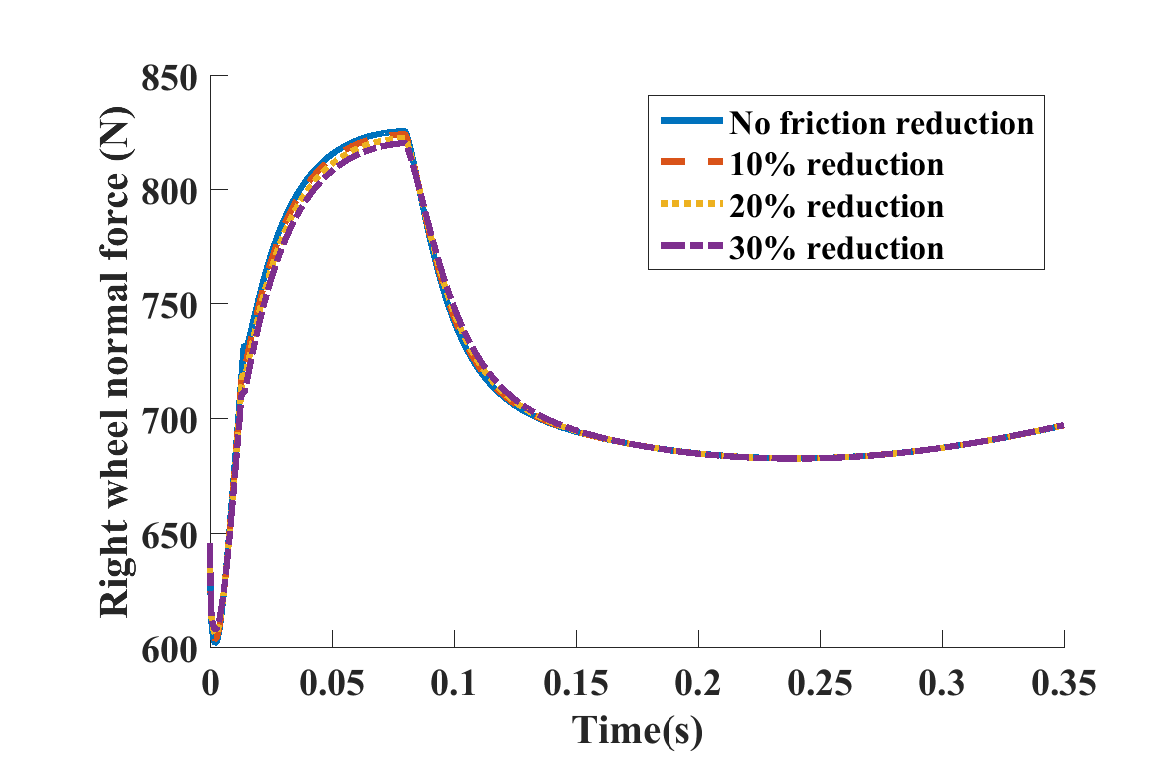 Right wheel normal force (N)
850
800
750
700
650
600
No friction reduction
10% reduction
20% reduction
30% reduction
0
0.05
0.1
0.15
0.2
0.25
0.3
0.35
Time(s)